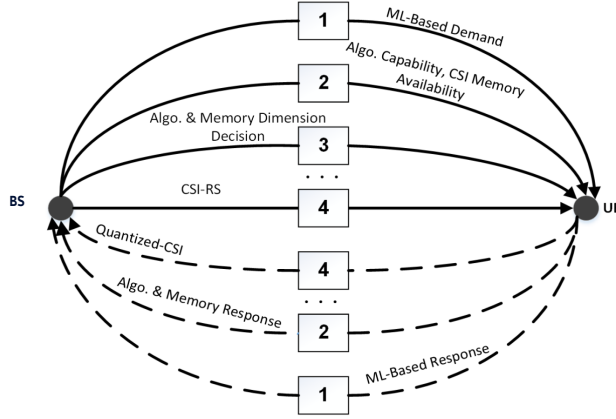 1
ML-Based Demand
2
Algo. Capability, CSI Memory
Availability
Algo. & Memory Dimension
Decision
3
. . .
BS
CSI-RS
4
UE
Quantized-CSI
4
. . .
Algo. & Memory Response
2
ML-Based Response
1